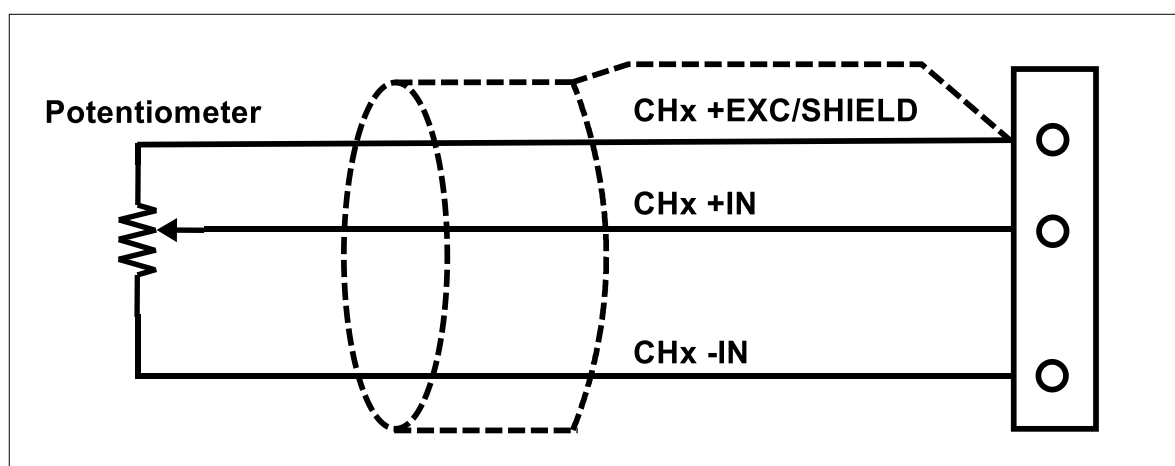 Potentiometer
CHx +EXC/SHIELD
CHx +IN
CHx -IN